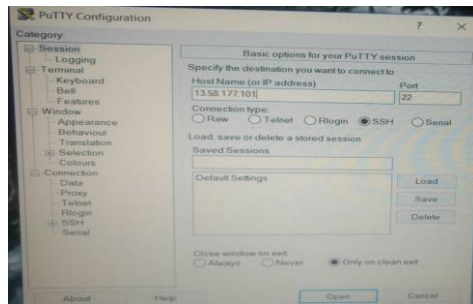 PuTTY Configuration
? ×
Category:
Session
Logging
Terminal
Keyboard
Bell
Features
Window
Appearance
Behaviour
Translation
Selection
Colours
Connection
Data
Proxy
Telnet
Rlogin
SSH
Serial
Basic options for your PuTTY session
Specify the destination you want to connect to
Host Name (or IP address) Port
13.58.177.101 22
Connection type:
Raw Telnet Rlogin SSH Serial
Load, save or delete a stored session
Saved Sessions
Default Settings
Load
Save
Delete
Close window on exit
Always Never Only on clean exit
About Help Open Cancel